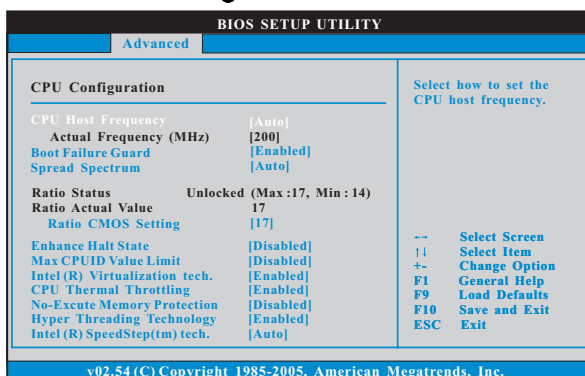 BIOS SETUP UTILITY
Advanced
CPU Configuration
CPU Host Frequency [Auto]
Actual Frequency (MHz) [200]
Boot Failure Guard [Enabled]
Spread Spectrum [Auto]
Ratio Status Unlocked (Max :17, Min : 14)
Ratio Actual Value 17
Ratio CMOS Setting [17]
Enhance Halt State [Disabled]
Max CPUID Value Limit [Disabled]
Intel (R) Virtualization tech. [Enabled]
CPU Thermal Throttling [Enabled]
No-Excute Memory Protection [Disabled]
Hyper Threading Technology [Enabled]
Intel (R) SpeedStep(tm) tech. [Auto]
Select how to set the
CPU host frequency.
←→ Select Screen
↑↓ Select Item
+- Change Option
F1 General Help
F9 Load Defaults
F10 Save and Exit
ESC Exit
v02.54 (C) Copyright 1985-2005, American Megatrends, Inc.